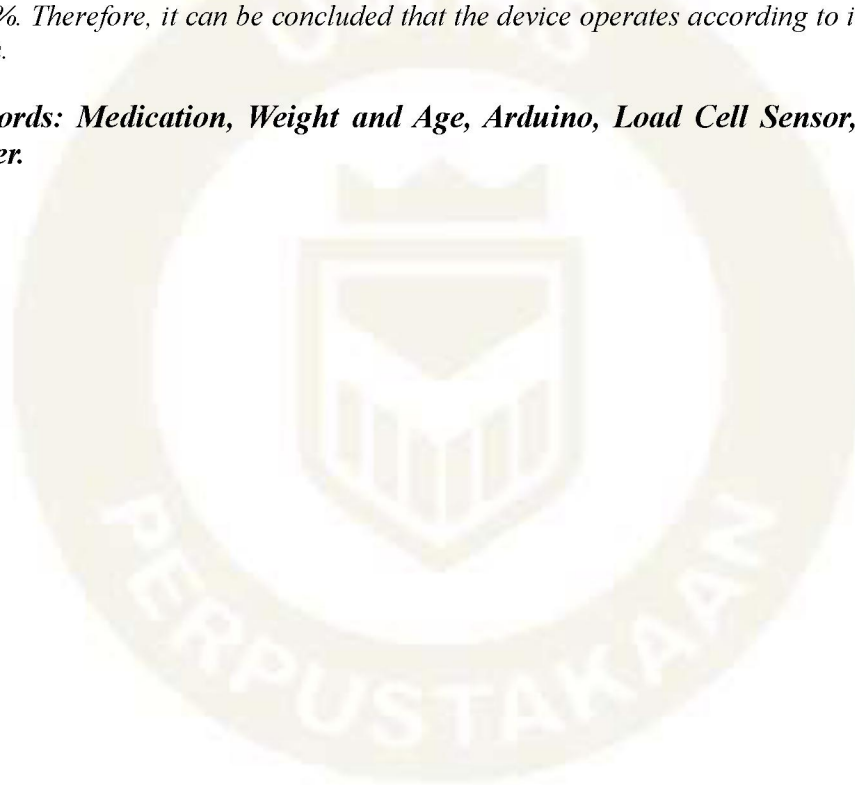 %. Therefore, it can be concluded that the device operates according to i
.
ords: Medication, Weight and Age, Arduino, Load Cell Sensor,
er.
PERPUSTAKAAN